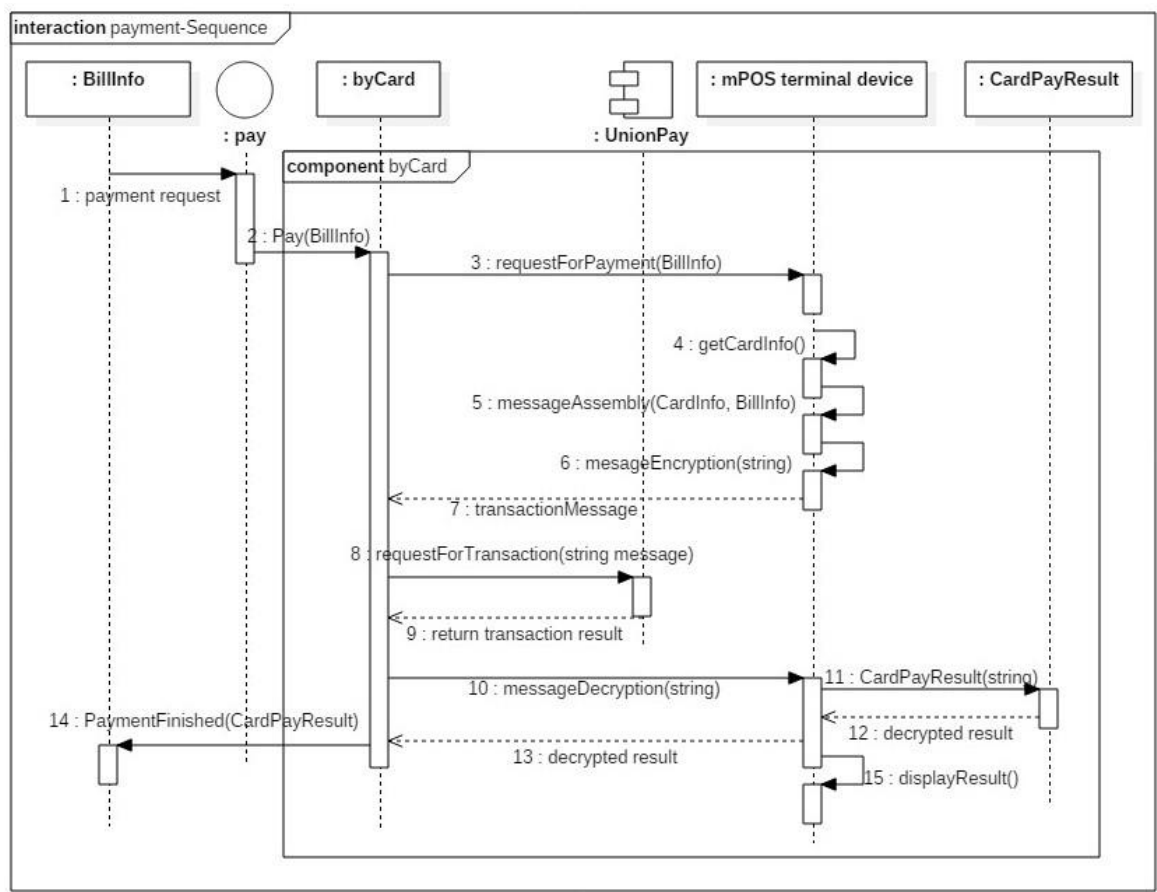 interaction payment-Sequence
: BillInfo
: pay
: byCard
: UnionPay
: mPOS terminal device
: CardPayResult
component byCard
1 : payment request
2 : Pay(BillInfo)
3 : requestForPayment(BillInfo)
4 : getCardInfo()
5 : messageAssembly(CardInfo, BillInfo)
6 : mesageEncryption(string)
7 : transactionMessage
8 : requestForTransaction(string message)
9 : return transaction result
10 : messageDecryption(string)
11 : CardPayResult(string)
12 : decrypted result
13 : decrypted result
14 : PaymentFinished(CardPayResult)
15 : displayResult()